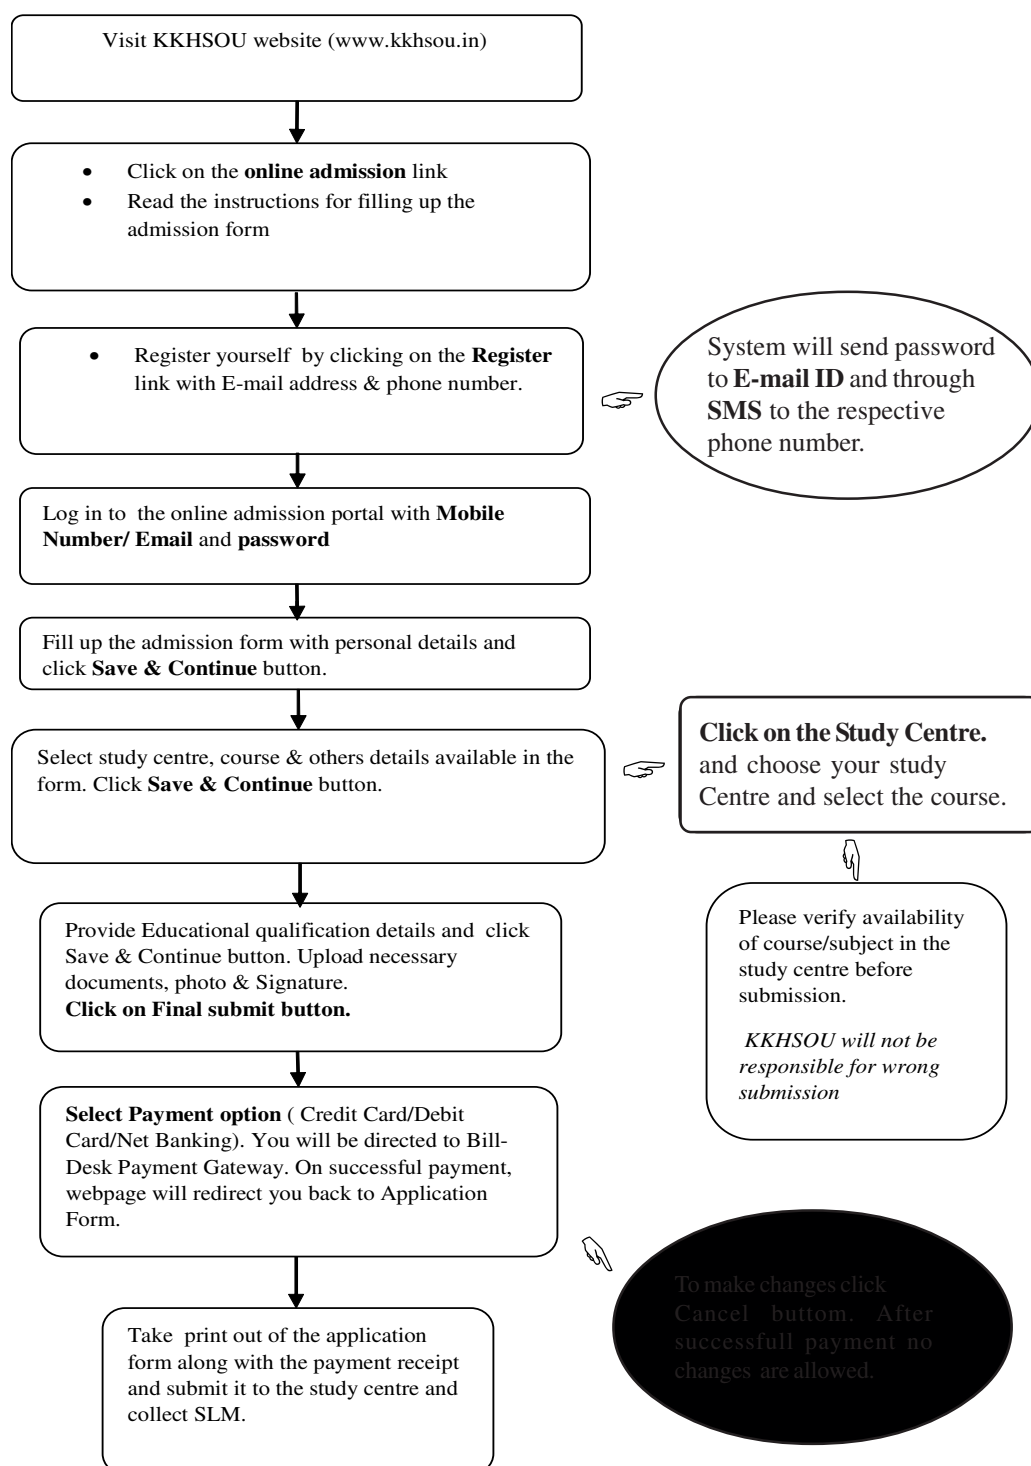 Visit KKHSOU website (www.kkhsou.in)
• Click on the online admission link
• Read the instructions for filling up the
admission form
• Register yourself by clicking on the Register
link with E-mail address & phone number.
System will send password
to E-mail ID and through
SMS to the respective
phone number.
Log in to the online admission portal with Mobile
Number/ Email and password
Fill up the admission form with personal details and
click Save & Continue button.
Select study centre, course & others details available in the
form. Click Save & Continue button.
Click on the Study Centre.
and choose your study
Centre and select the course.
Please verify availability
of course/subject in the
study centre before
submission.
KKHSOU will not be
responsible for wrong
submission
Provide Educational qualification details and click
Save & Continue button. Upload necessary
documents, photo & Signature.
Click on Final submit button.
Select Payment option ( Credit Card/Debit
Card/Net Banking). You will be directed to Bill-
Desk Payment Gateway. On successful payment,
webpage will redirect you back to Application
Form.
To make changes click
Cancel buttom. After
successfull payment no
changes are allowed.
Take print out of the application
form along with the payment receipt
and submit it to the study centre and
collect SLM.